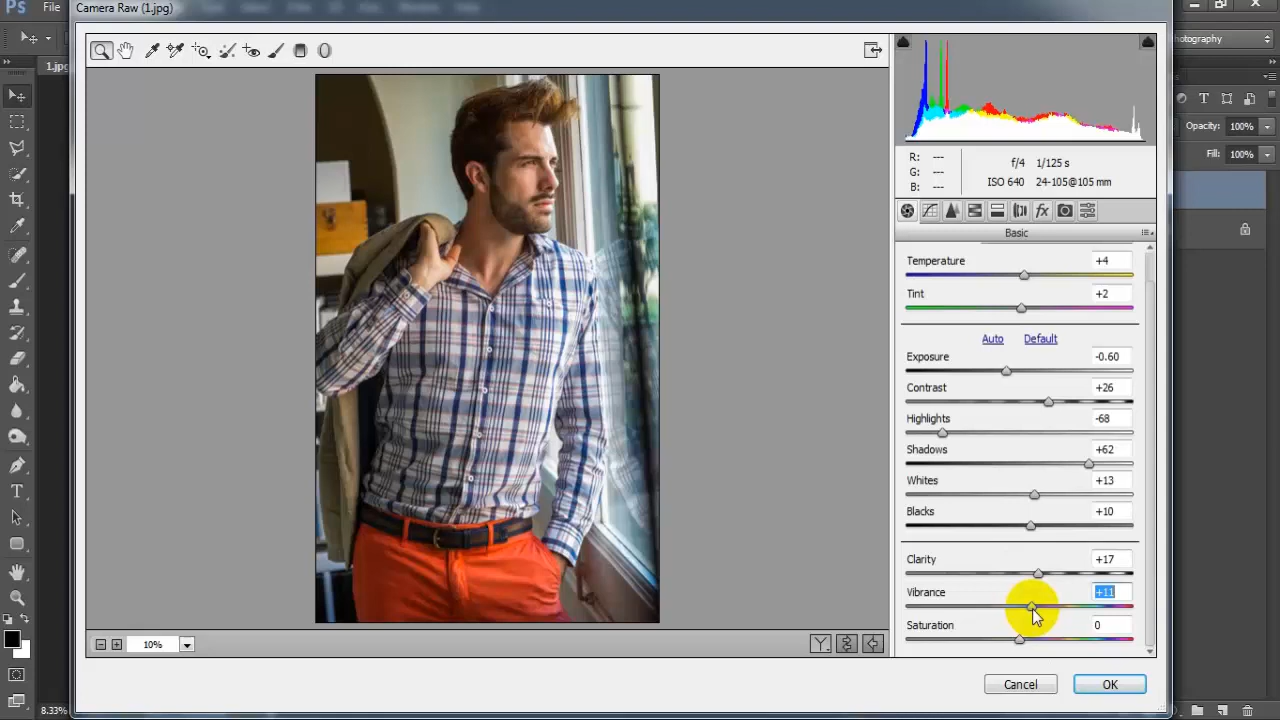 Ps File
Camera Raw (1.jpg)
hotography
1.jpg
R: ---
G: ---
B: ---
f/4 1/125 s
ISO 640 24-105@105 mm
Opacity: 100%
Fill: 100%
fx
Basic
Temperature +4
Tint +2
Auto Default
Exposure -0.60
Contrast +26
Highlights -68
Shadows +62
Whites +13
Blacks +10
Clarity +17
Vibrance +11
Saturation 0
10%
Y
Cancel OK
8.33%